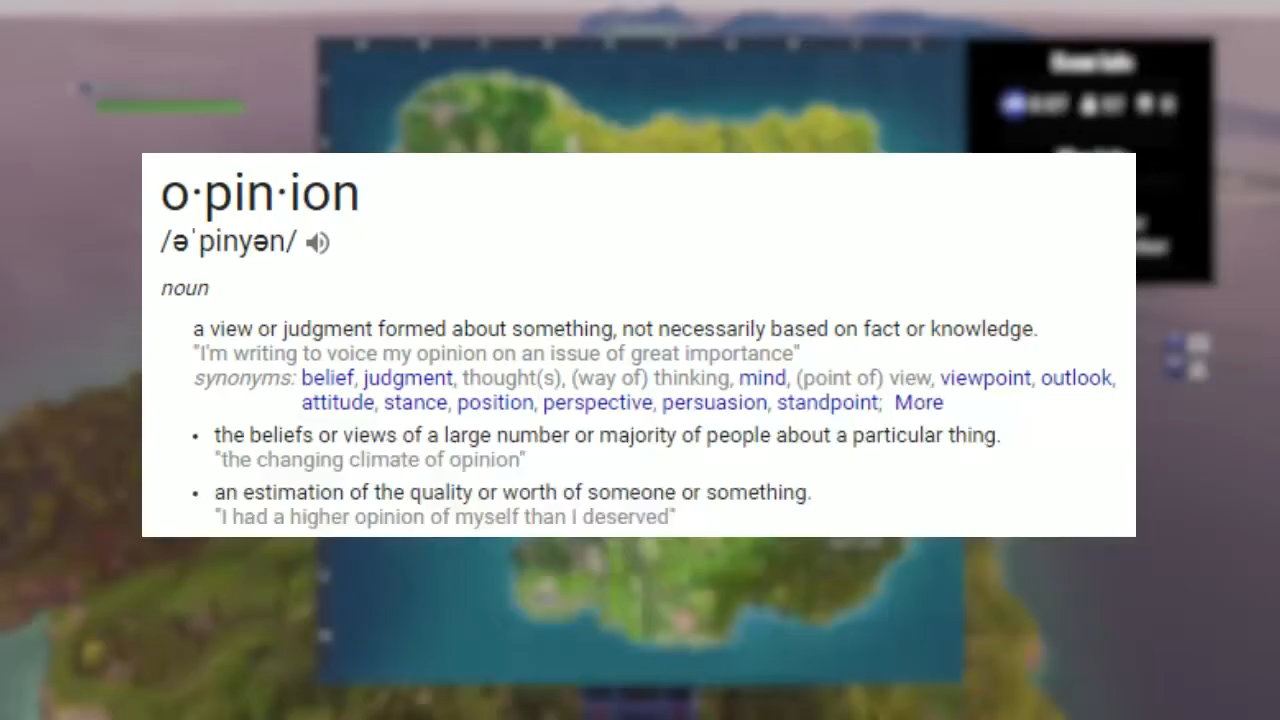 o·pin·ion
/əˈpinyən/
noun
a view or judgment formed about something, not necessarily based on fact or knowledge.
"I'm writing to voice my opinion on an issue of great importance"
synonyms: belief, judgment, thought(s), (way of) thinking, mind, (point of) view, viewpoint, outlook,
attitude, stance, position, perspective, persuasion, standpoint; More
• the beliefs or views of a large number or majority of people about a particular thing.
"the changing climate of opinion"
• an estimation of the quality or worth of someone or something.
"I had a higher opinion of myself than I deserved"